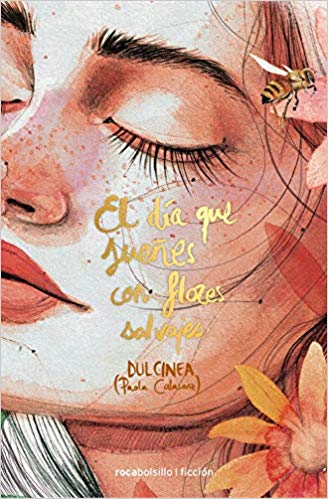 El día que
sueñes
con flores
salvajes
DULCINEA
(Paola Calasanz)
rocabolsillo | ficción